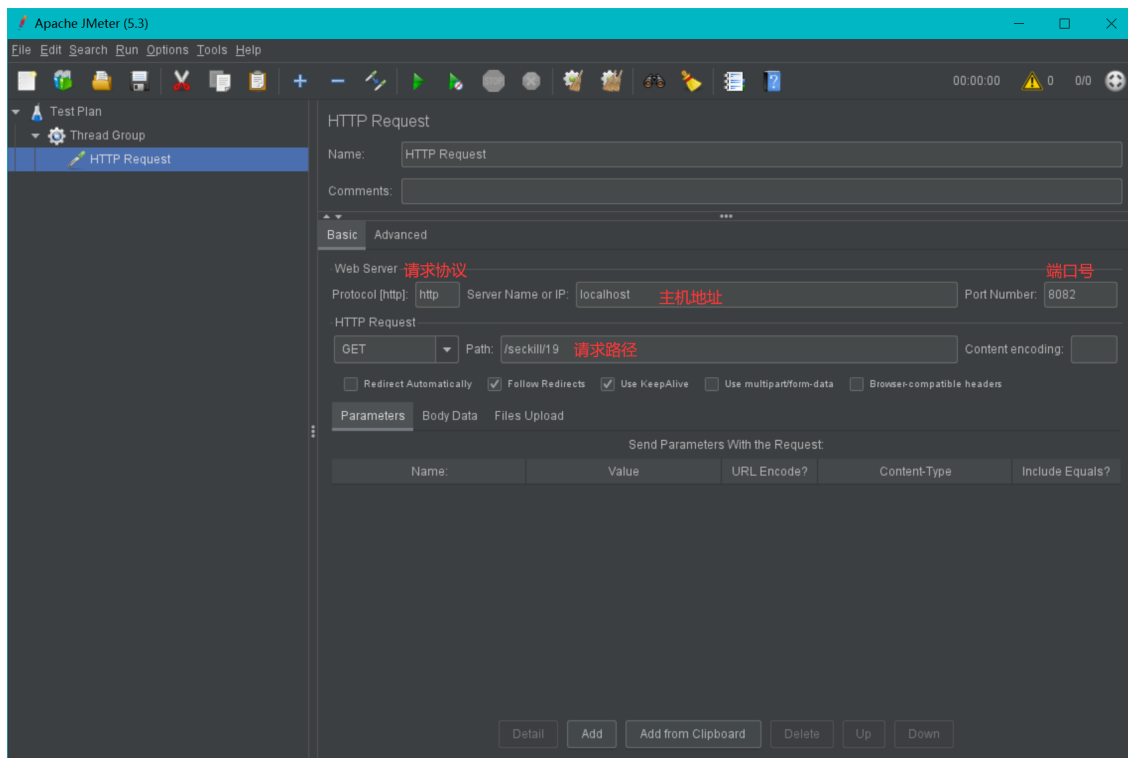 Apache JMeter (5.3)
File Edit Search Run Options Tools Help
00:00:00 0 0/0
Test Plan
Thread Group
HTTP Request
HTTP Request
Name: HTTP Request
Comments:
Basic Advanced
Web Server 请求协议 端口号
Protocol [http]: http Server Name or IP: localhost 主机地址 Port Number: 8082
HTTP Request
GET Path: /seckill/19 请求路径 Content encoding:
Redirect Automatically Follow Redirects Use KeepAlive Use multipart/form-data Browser-compatible headers
Parameters Body Data Files Upload
Send Parameters With the Request:
Name: Value URL Encode? Content-Type Include Equals?
Detail Add Add from Clipboard Delete Up Down